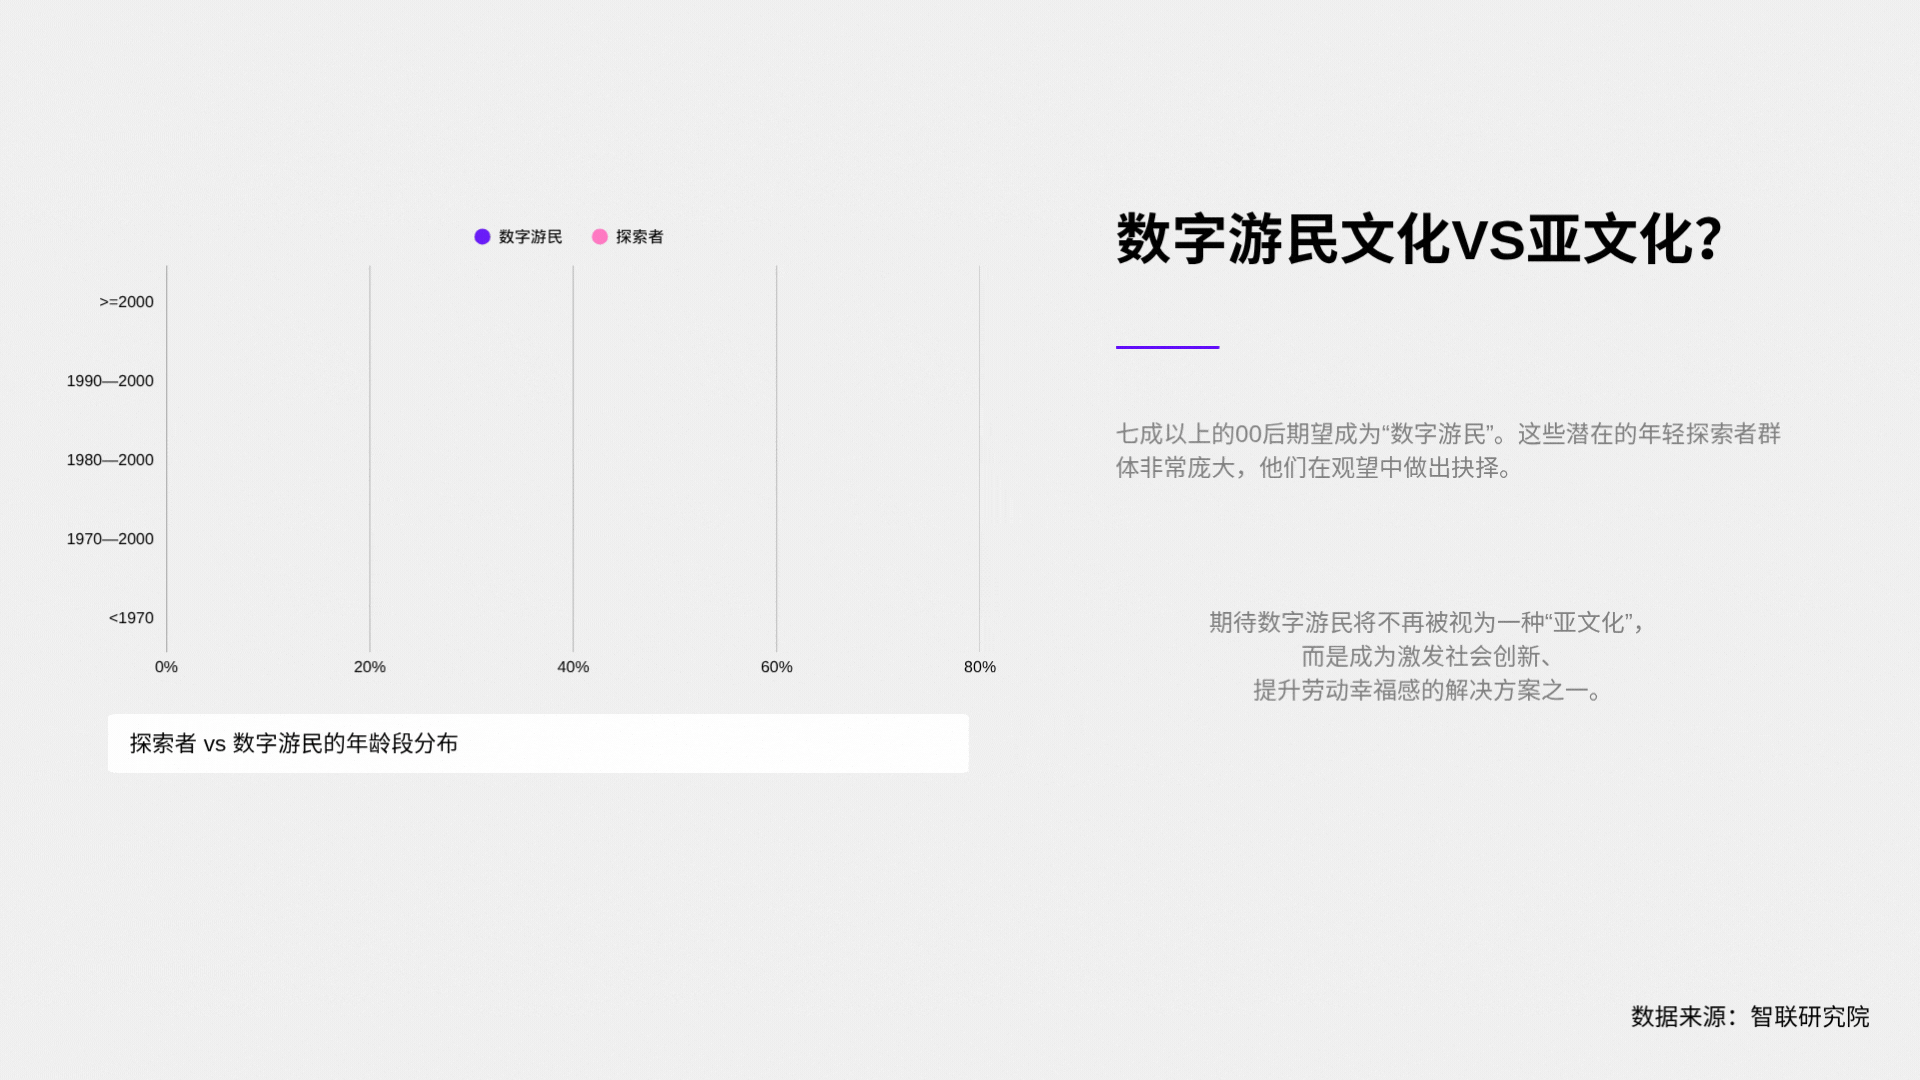 数字游民 探索者
>=2000
1990—2000
1980—2000
1970—2000
<1970
0% 20% 40% 60% 80%
探索者 vs 数字游民的年龄段分布
数字游民文化VS亚文化?
七成以上的00后期望成为“数字游民”。这些潜在的年轻探索者群
体非常庞大，他们在观望中做出抉择。
期待数字游民将不再被视为一种“亚文化”，
而是成为激发社会创新、
提升劳动幸福感的解决方案之一。
数据来源：智联研究院